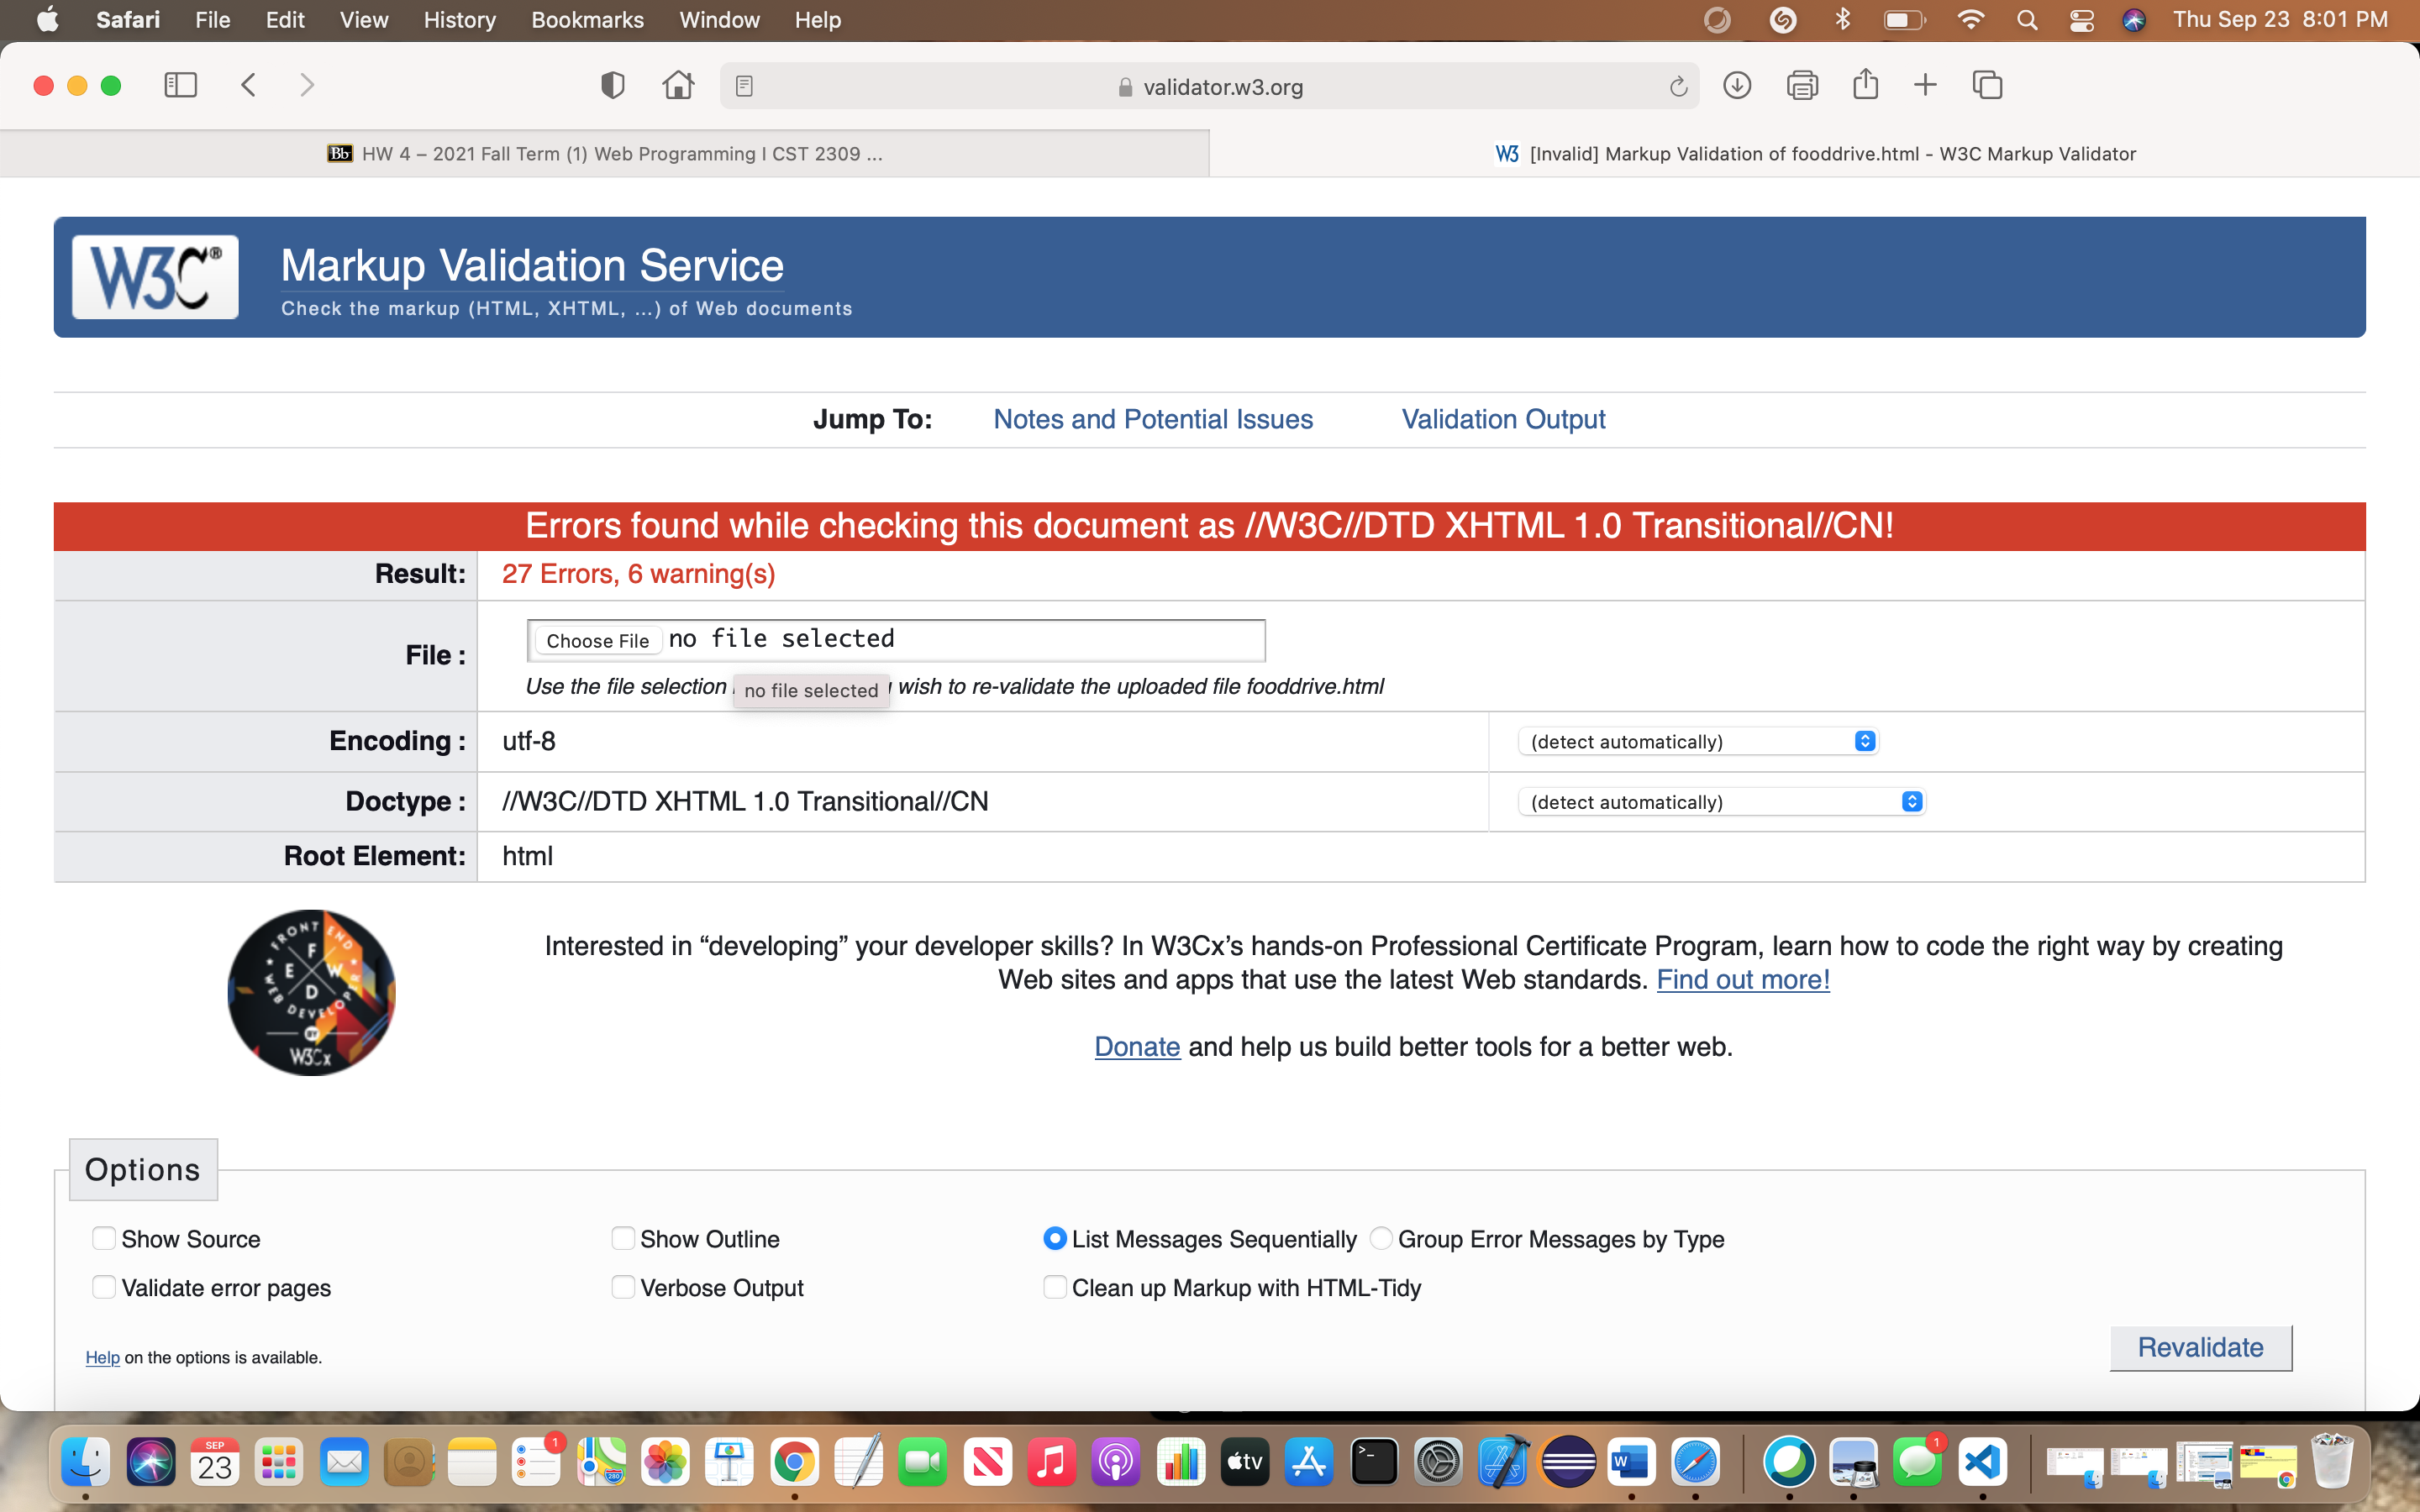 Safari File Edit View History Bookmarks Window Help Thu Sep 23 8:01 PM
validator.w3.org
Bb HW 4 – 2021 Fall Term (1) Web Programming I CST 2309 ...
W3 [Invalid] Markup Validation of fooddrive.html - W3C Markup Validator
W3C®
Markup Validation Service
Check the markup (HTML, XHTML, ...) of Web documents
Jump To: Notes and Potential Issues Validation Output
Errors found while checking this document as //W3C//DTD XHTML 1.0 Transitional//CN!
Result: 27 Errors, 6 warning(s)
File : Choose File no file selected
Use the file selection wish to re-validate the uploaded file fooddrive.html
no file selected
Encoding : utf-8 (detect automatically)
Doctype : //W3C//DTD XHTML 1.0 Transitional//CN (detect automatically)
Root Element: html
FRONT END
F
E W
D
WEB DEVELOPER
BY
W3Cx
Interested in “developing” your developer skills? In W3Cx’s hands-on Professional Certificate Program, learn how to code the right way by creating
Web sites and apps that use the latest Web standards. Find out more!
Donate and help us build better tools for a better web.
Options
Show Source Show Outline List Messages Sequentially Group Error Messages by Type
Validate error pages Verbose Output Clean up Markup with HTML-Tidy
Help on the options is available.
Revalidate
SEP
23
1
280
tv
>_
W
1